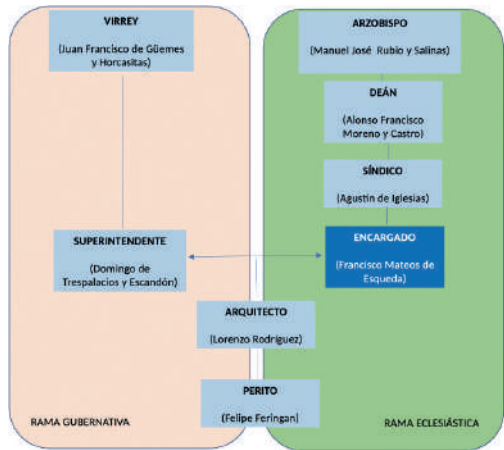 VIRREY
(Juan Francisco de Güemes
y Horcasitas)
ARZOBISPO
(Manuel José Rubio y Salinas)
DEÁN
(Alonso Francisco
Moreno y Castro)
SÍNDICO
(Agustín de Iglesias)
SUPERINTENDENTE
(Domingo de
Trespalacios y Escandón)
ENCARGADO
(Francisco Mateos de
Esqueda)
ARQUITECTO
(Lorenzo Rodríguez)
PERITO
(Felipe Feringan)
RAMA GUBERNATIVA
RAMA ECLESIÁSTICA